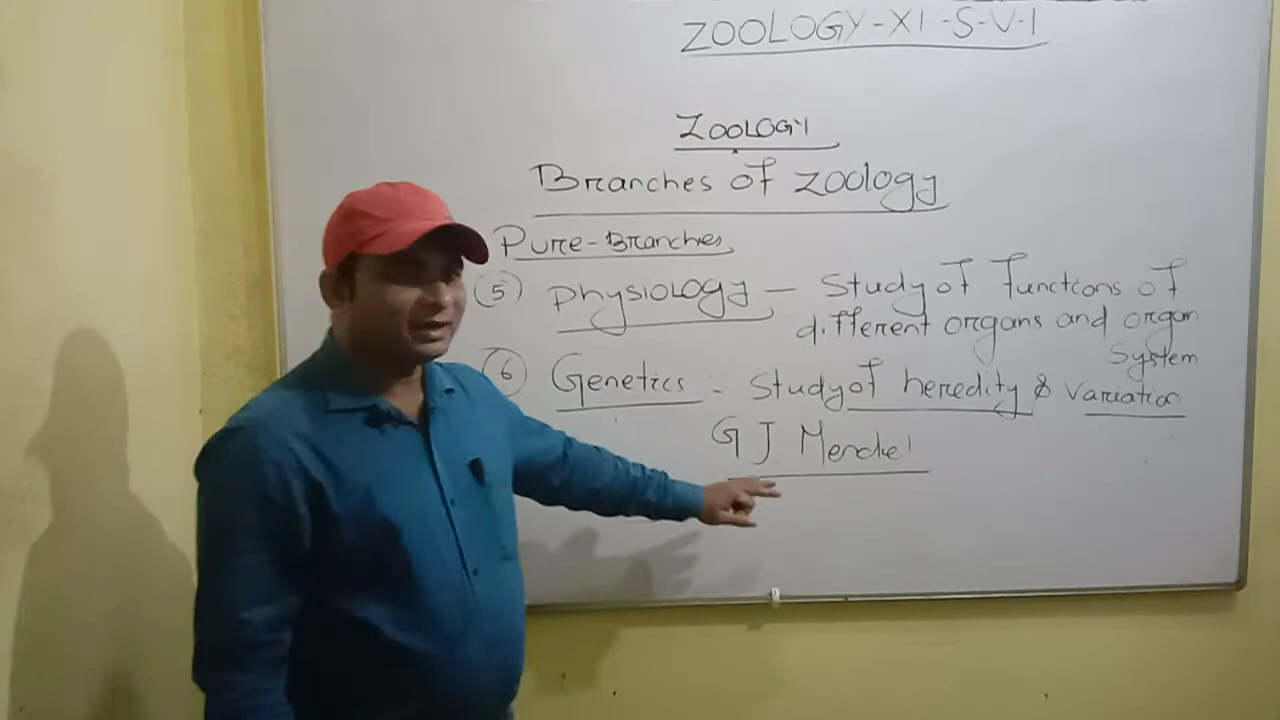 ZOOLOGY-XI-S-V-1
ZOOLOGY
Branches of zoology
Pure-Branches
(5) Physiology - Study of functions of
different organs and organ
System
(6) Genetics - Study of heredity & variation
G J Mendel